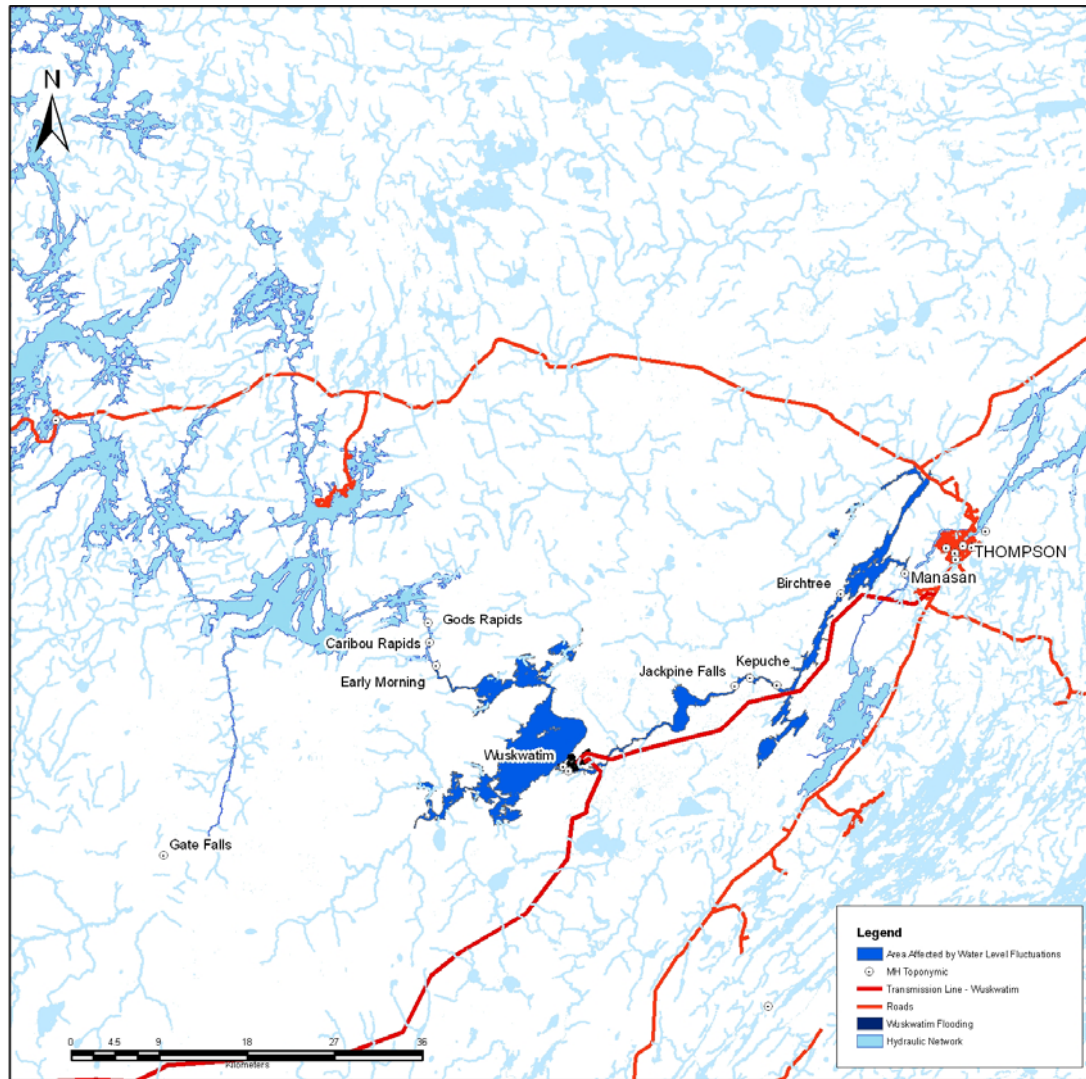 N
THOMPSON
Manasan
Birchtree
Gods Rapids
Caribou Rapids
Early Morning
Kepuche
Jackpine Falls
Wuskwatim
Gate Falls
Legend
Area Affected by Water Level Fluctuations
MH Toponymic
Transmission Line - Wuskwatim
Roads
Wuskwatim Flooding
Hydraulic Network
0 4.5 9 18 27 36
Kilometers